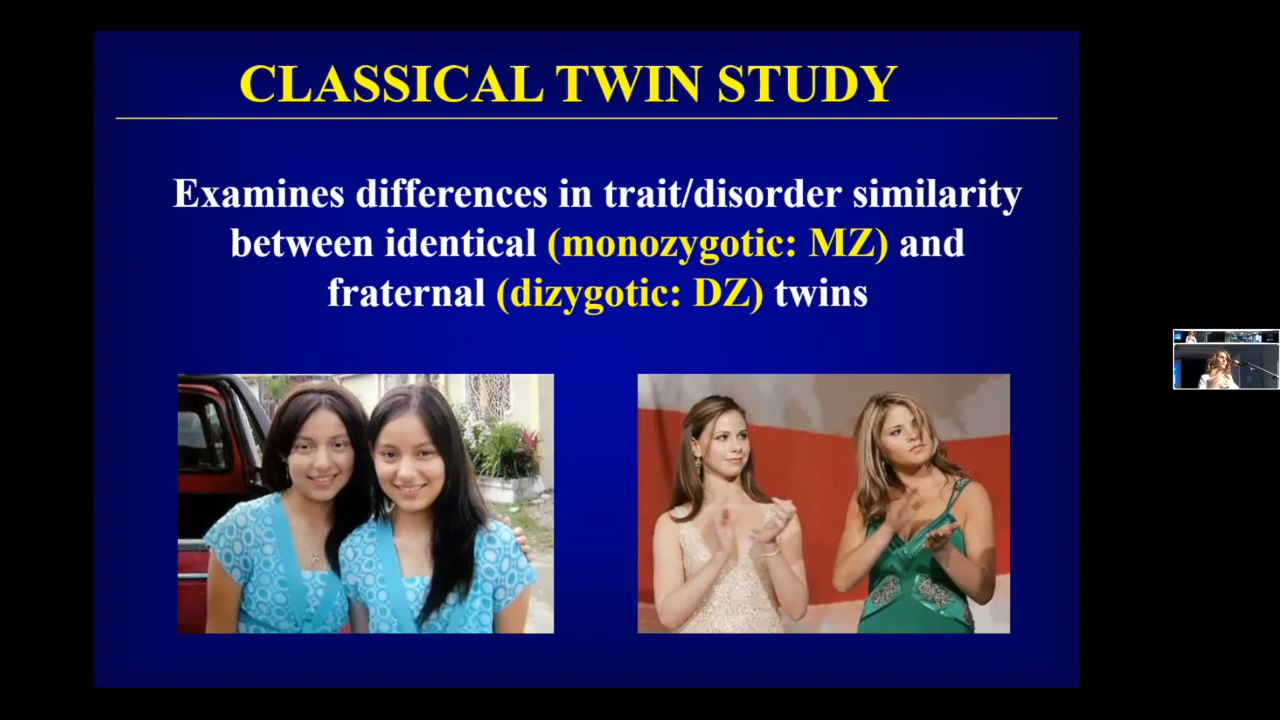 CLASSICAL TWIN STUDY
Examines differences in trait/disorder similarity
between identical (monozygotic: MZ) and
fraternal (dizygotic: DZ) twins